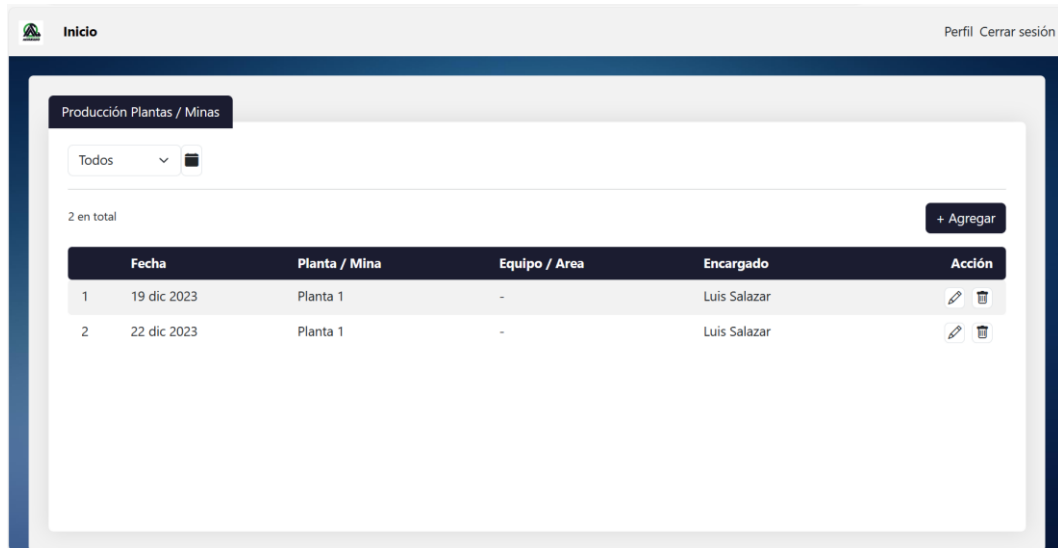 Inicio Perfil Cerrar sesión
Producción Plantas / Minas
Todos
2 en total + Agregar
Fecha Planta / Mina Equipo / Area Encargado Acción
1 19 dic 2023 Planta 1 - Luis Salazar
2 22 dic 2023 Planta 1 - Luis Salazar